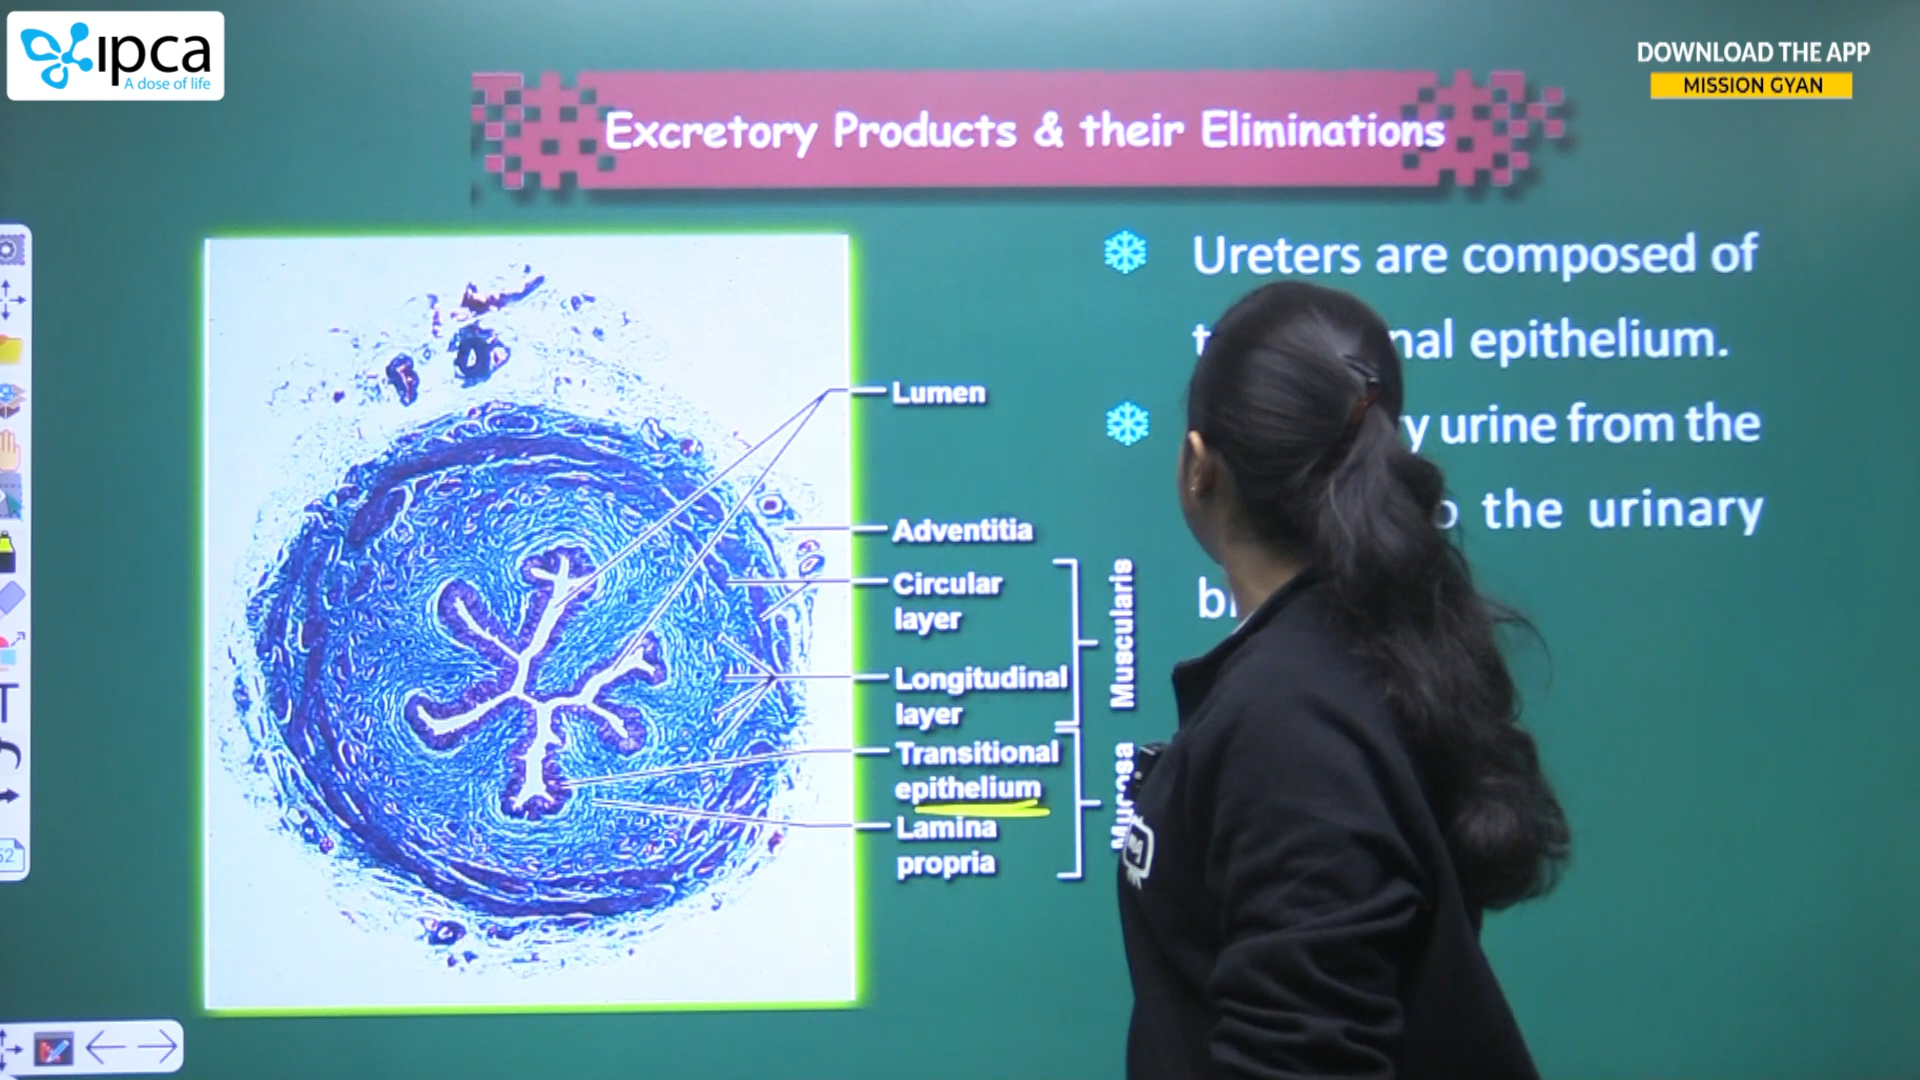 ipca
A dose of life
DOWNLOAD THE APP
MISSION GYAN
Excretory Products & their Eliminations
Ureters are composed of
epithelium.
urine from the
the urinary
Lumen
Adventitia
Circular
layer
Longitudinal
layer
Muscularis
Transitional
epithelium
Lamina
propria